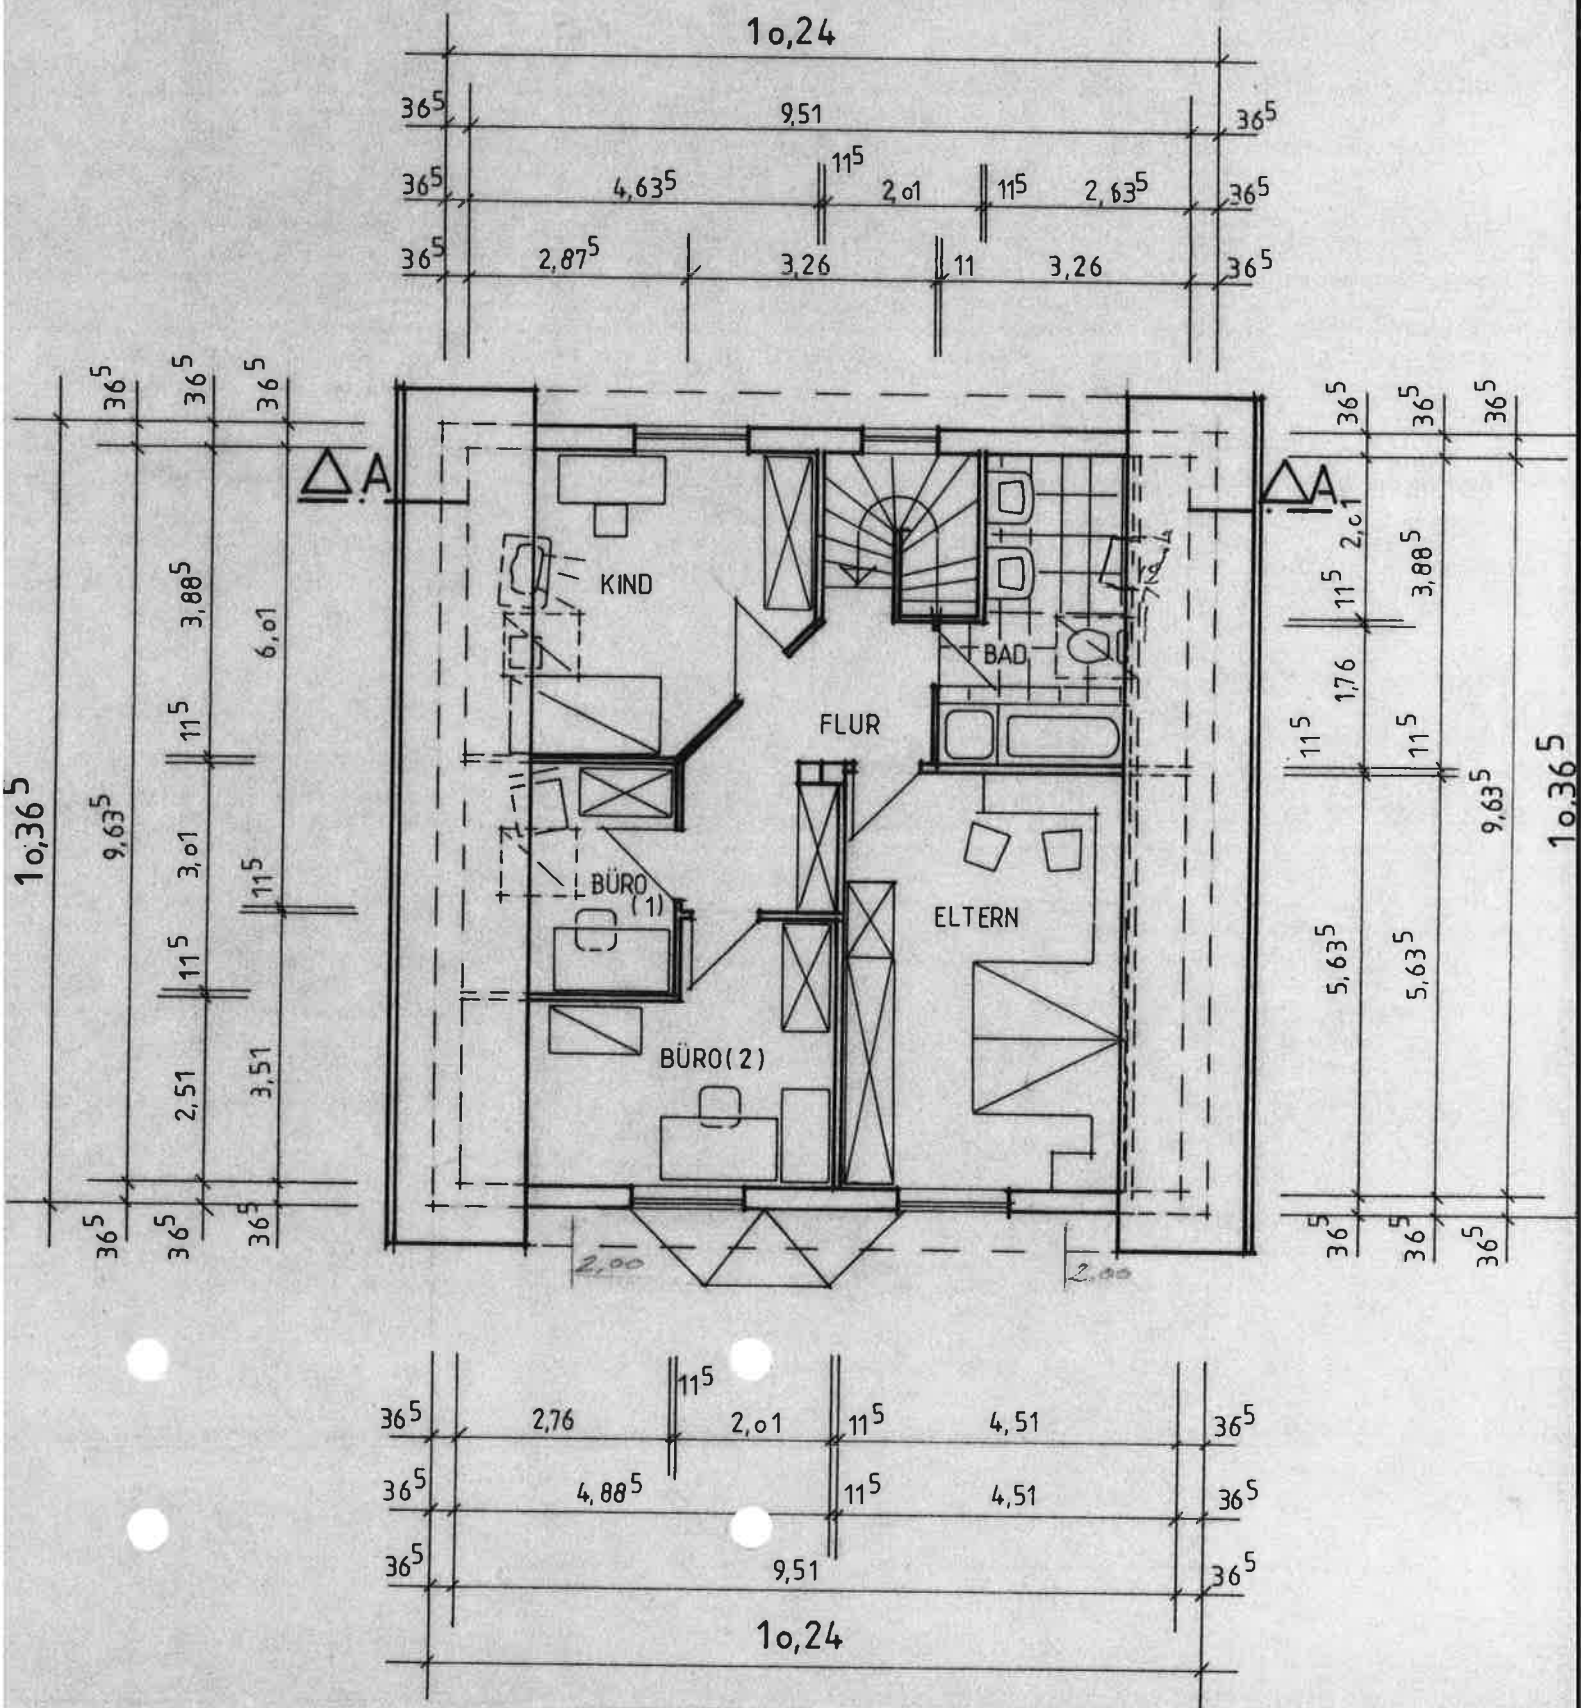 1o,24
36⁵ 9,51 36⁵
11⁵
36⁵ 4,63⁵ 2,o1 11⁵ 2,63⁵ 36⁵
36⁵ 2,87⁵ 3,26 11 3,26 36⁵
36⁵ 36⁵ 36⁵
36⁵ 36⁵ 36⁵
A
A
2,o1
3,88⁵
11⁵
3,88⁵
6,o1
KIND
BAD
1,76
FLUR
11⁵
11⁵
11⁵
1o,36⁵
9,63⁵
3,o1
11⁵
9,63⁵
1o,36⁵
BÜRO
(1)
ELTERN
11⁵
5,63⁵
5,63⁵
BÜRO(2)
2,51
3,51
36⁵ 36⁵ 36⁵
36⁵ 36⁵ 36⁵
2,00
2.00
11⁵
36⁵ 2,76 2,o1 11⁵ 4,51 36⁵
36⁵ 4,88⁵ 11⁵ 4,51 36⁵
36⁵ 9,51 36⁵
1o,24